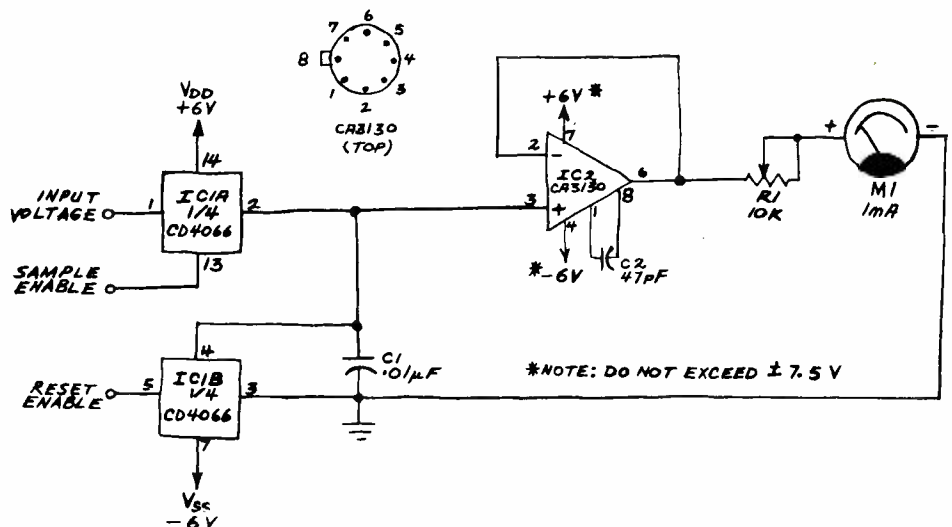 6
7
5
8
4
1
3
2
CA3130
(TOP)
VDD
+6V
14
INPUT
VOLTAGE
1
IC1A
1/4
CD4066
2
13
SAMPLE
ENABLE
+6V *
7
2
-
IC2
CA3130
6
3
+
8
1
4
*-6V
C2
47pF
R1
10K
+
-
M1
1mA
4
RESET
ENABLE
5
IC1B
1/4
CD4066
3
7
C1
.01μF
*NOTE: DO NOT EXCEED ± 7.5 V
VSS
-6V